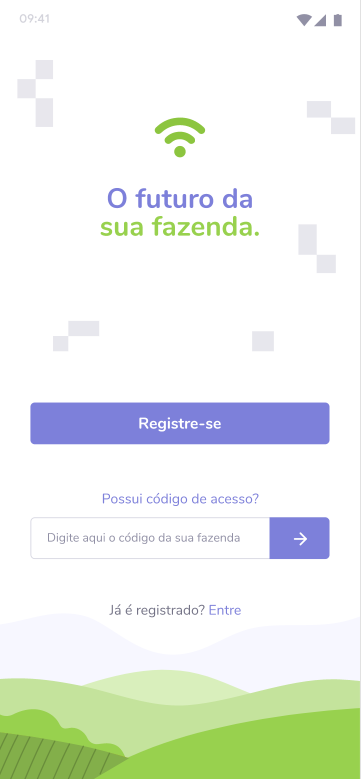 09:41
O futuro da
sua fazenda.
Registre-se
Possui código de acesso?
Digite aqui o código da sua fazenda
Já é registrado? Entre